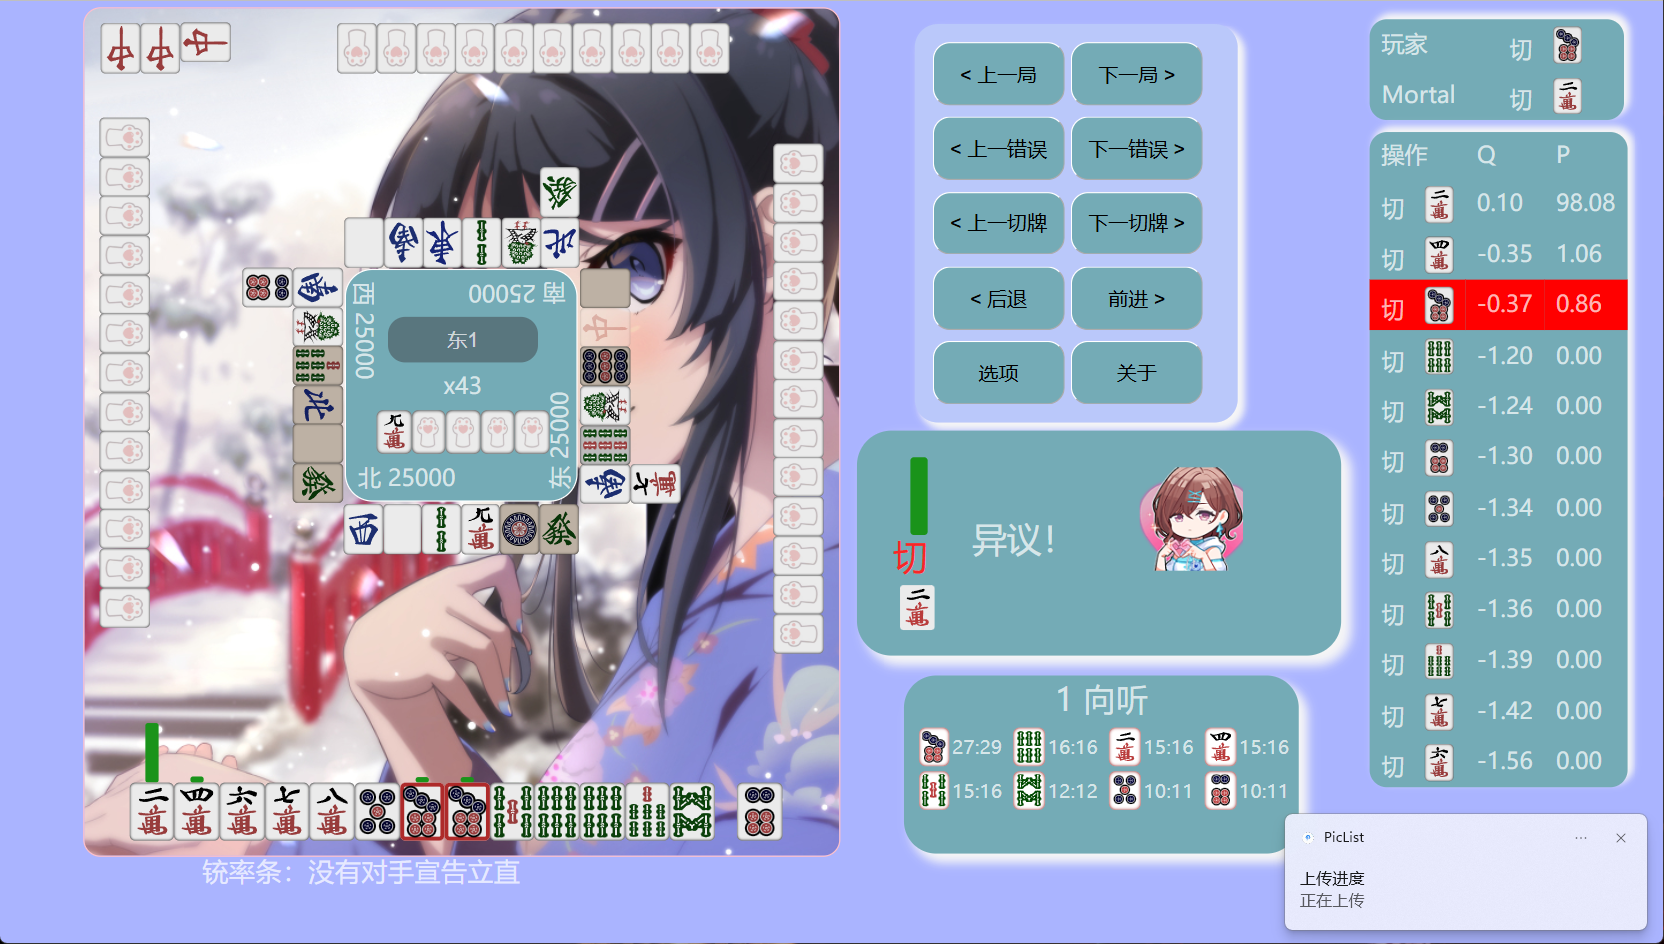 西 25000
南 25000
东1
x43
北 25000
东 25000
铳率条：没有对手宣告立直
< 上一局
下一局 >
< 上一错误
下一错误 >
< 上一切牌
下一切牌 >
< 后退
前进 >
选项
关于
切
异议！
1 向听
27:29 16:16 15:16 15:16
15:16 12:12 10:11 10:11
玩家 切
Mortal 切
操作 Q P
切 0.10 98.08
切 -0.35 1.06
切 -0.37 0.86
切 -1.20 0.00
切 -1.24 0.00
切 -1.30 0.00
切 -1.34 0.00
切 -1.35 0.00
切 -1.36 0.00
切 -1.39 0.00
切 -1.42 0.00
切 -1.56 0.00
PicList
上传进度
正在上传